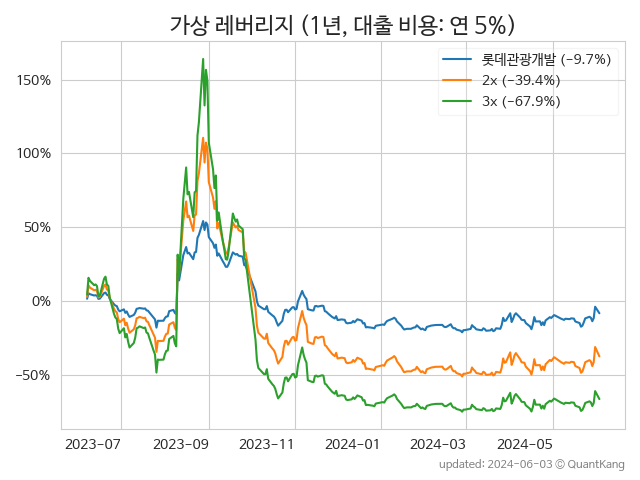 가상 레버리지 (1년, 대출 비용: 연 5%)
롯데관광개발 (−9.7%)
2x (−39.4%)
3x (−67.9%)
150%
100%
50%
0%
−50%
2023-07 2023-09 2023-11 2024-01 2024-03 2024-05
updated: 2024-06-03 © QuantKang